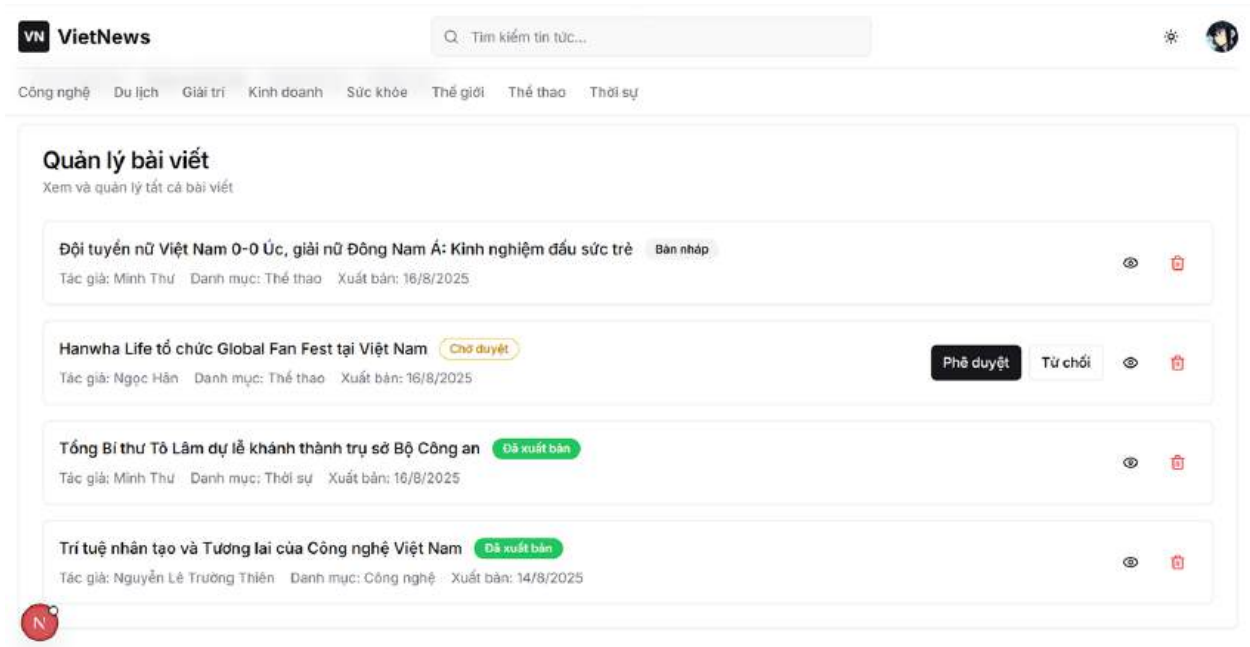 VN VietNews
Tìm kiếm tin tức...
Công nghệ Du lịch Giải trí Kinh doanh Sức khỏe Thế giới Thể thao Thời sự
Quản lý bài viết
Xem và quản lý tất cả bài viết
Đội tuyển nữ Việt Nam 0-0 Úc, giải nữ Đông Nam Á: Kinh nghiệm đấu sức trẻ Bản nháp
Tác giả: Minh Thư Danh mục: Thể thao Xuất bản: 16/8/2025
Hanwha Life tổ chức Global Fan Fest tại Việt Nam Chờ duyệt
Phê duyệt Từ chối
Tác giả: Ngọc Hân Danh mục: Thể thao Xuất bản: 16/8/2025
Tổng Bí thư Tô Lâm dự lễ khánh thành trụ sở Bộ Công an Đã xuất bản
Tác giả: Minh Thư Danh mục: Thời sự Xuất bản: 16/8/2025
Trí tuệ nhân tạo và Tương lai của Công nghệ Việt Nam Đã xuất bản
Tác giả: Nguyễn Lê Trường Thiên Danh mục: Công nghệ Xuất bản: 14/8/2025
N